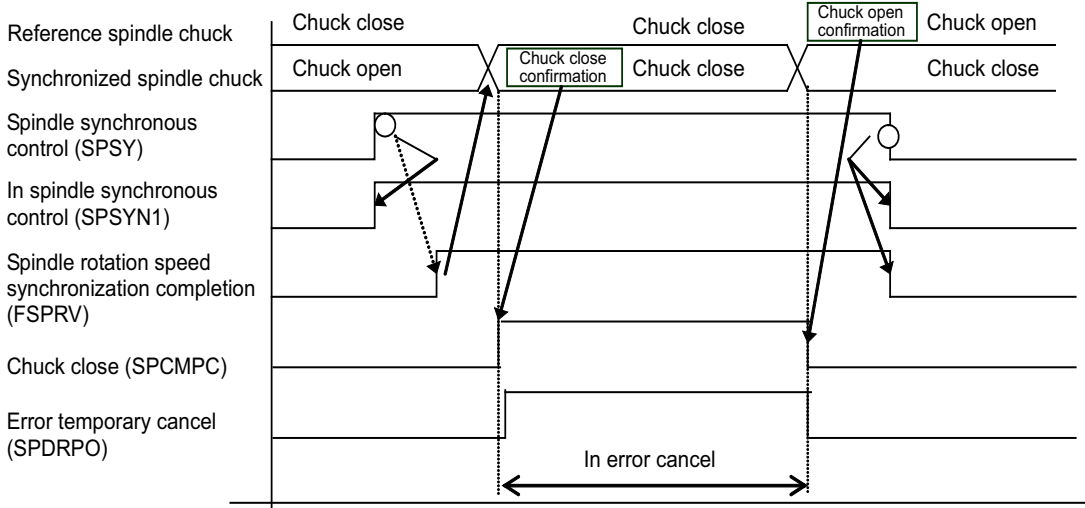 Reference spindle chuck
Chuck close
Chuck close
Chuck open
confirmation
Chuck open
Synchronized spindle chuck
Chuck open
Chuck close
confirmation
Chuck close
Chuck close
Spindle synchronous
control (SPSY)
In spindle synchronous
control (SPSYN1)
Spindle rotation speed
synchronization completion
(FSPRV)
Chuck close (SPCMPC)
Error temporary cancel
(SPDRPO)
In error cancel